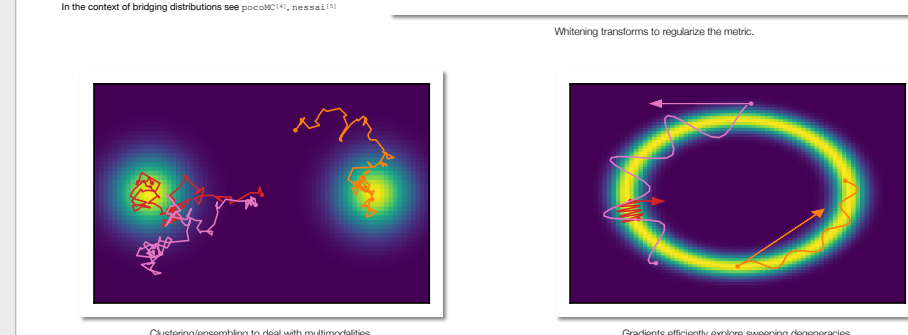 In the context of bridging distributions see pocoMC[4], nessai[5]
Whitening transforms to regularize the metric.
Clustering/ensembling to deal with multimodalities
Gradients efficiently explore sweeping degeneracies